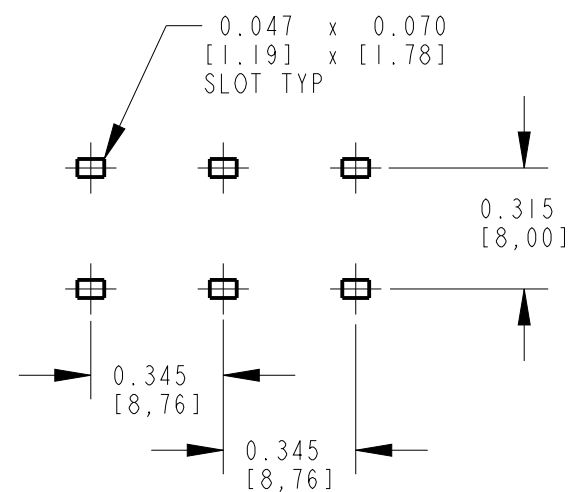 0.047 x 0.070
[1.19] x [1.78]
SLOT TYP
0.315
[8,00]
0.345
[8,76]
0.345
[8,76]